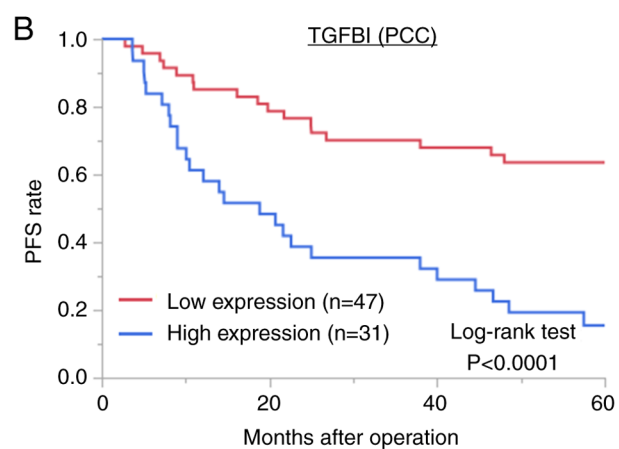 B
TGFBI (PCC)
1.0
0.8
0.6
0.4
0.2
0.0
PFS rate
Low expression (n=47)
High expression (n=31)
Log-rank test
P<0.0001
0
20
40
60
Months after operation